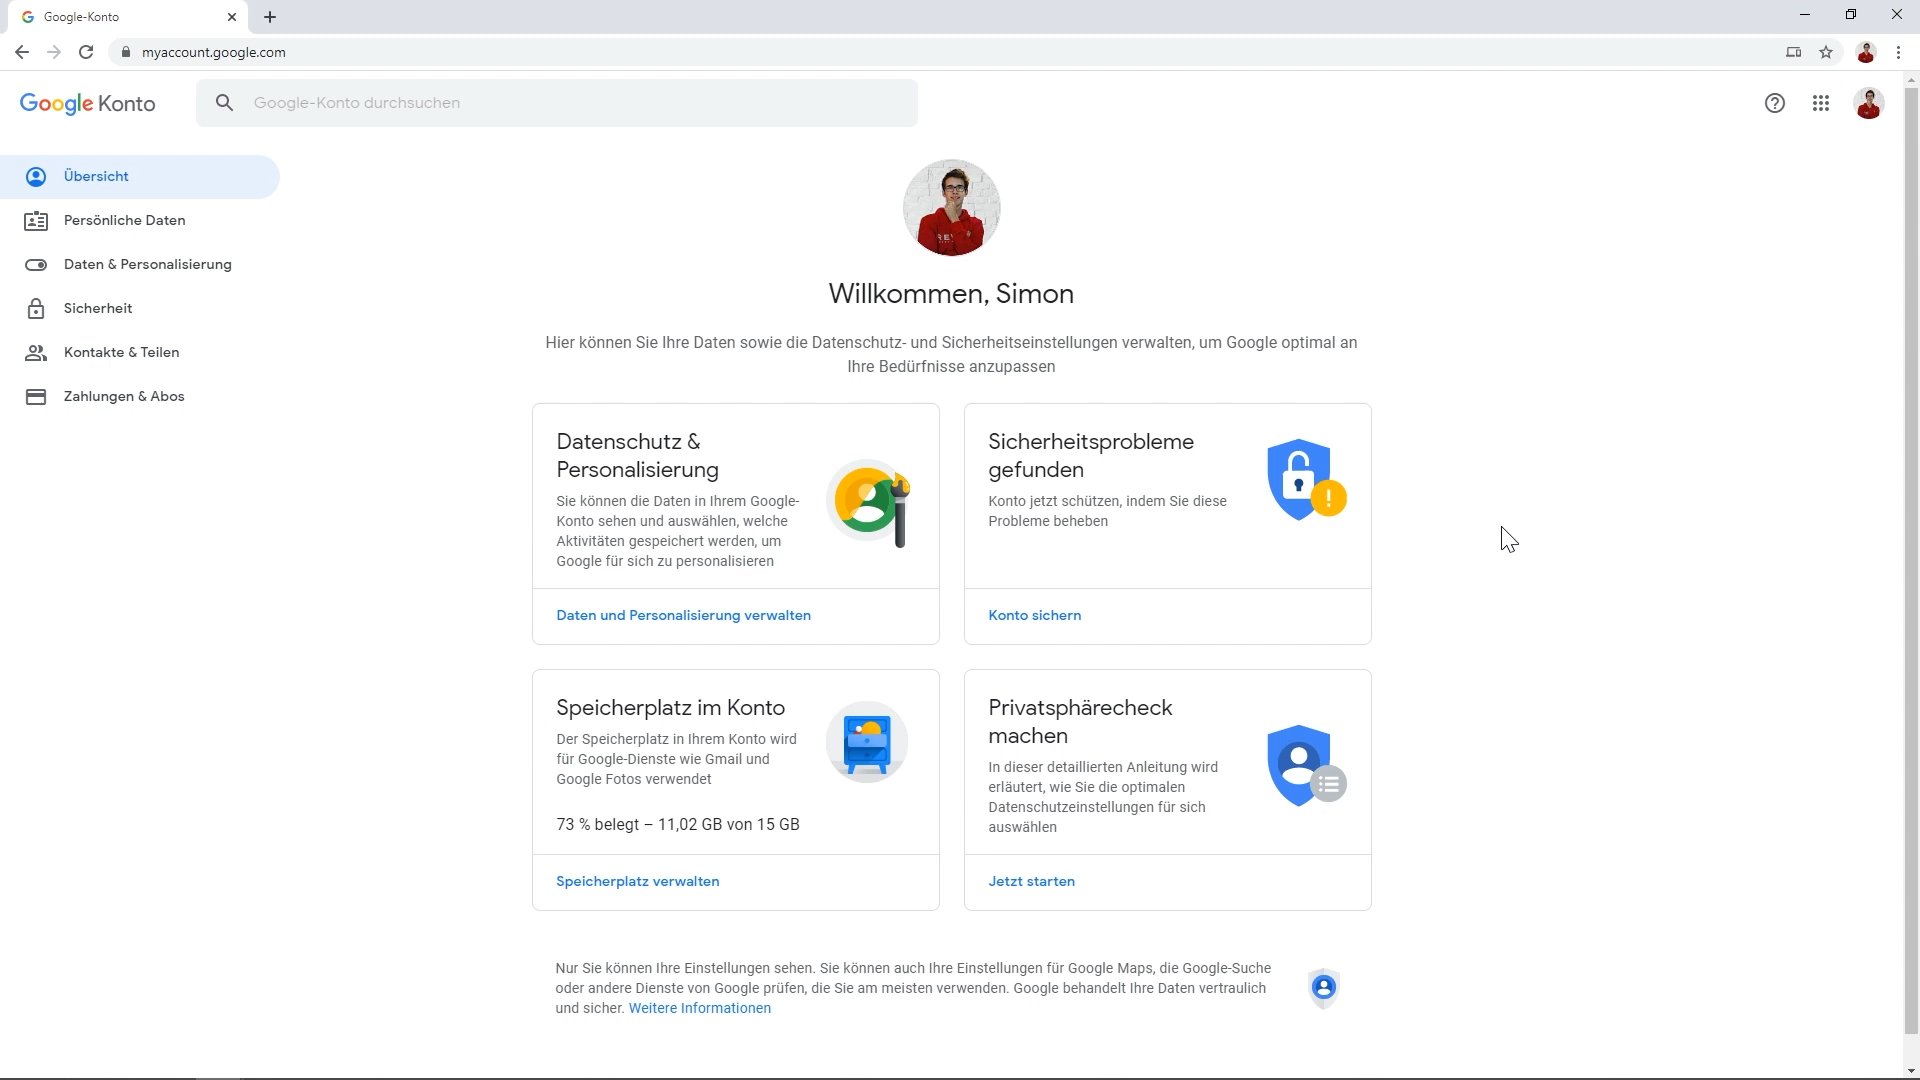 Google-Konto
myaccount.google.com
Google Konto
Google-Konto durchsuchen
Übersicht
Persönliche Daten
Daten & Personalisierung
Sicherheit
Kontakte & Teilen
Zahlungen & Abos
Willkommen, Simon
Hier können Sie Ihre Daten sowie die Datenschutz- und Sicherheitseinstellungen verwalten, um Google optimal an
Ihre Bedürfnisse anzupassen
Datenschutz &
Personalisierung
Sie können die Daten in Ihrem Google-
Konto sehen und auswählen, welche
Aktivitäten gespeichert werden, um
Google für sich zu personalisieren
Daten und Personalisierung verwalten
Sicherheitsprobleme
gefunden
Konto jetzt schützen, indem Sie diese
Probleme beheben
Konto sichern
Speicherplatz im Konto
Der Speicherplatz in Ihrem Konto wird
für Google-Dienste wie Gmail und
Google Fotos verwendet
73 % belegt – 11,02 GB von 15 GB
Speicherplatz verwalten
Privatsphärecheck
machen
In dieser detaillierten Anleitung wird
erläutert, wie Sie die optimalen
Datenschutzeinstellungen für sich
auswählen
Jetzt starten
Nur Sie können Ihre Einstellungen sehen. Sie können auch Ihre Einstellungen für Google Maps, die Google-Suche
oder andere Dienste von Google prüfen, die Sie am meisten verwenden. Google behandelt Ihre Daten vertraulich
und sicher. Weitere Informationen